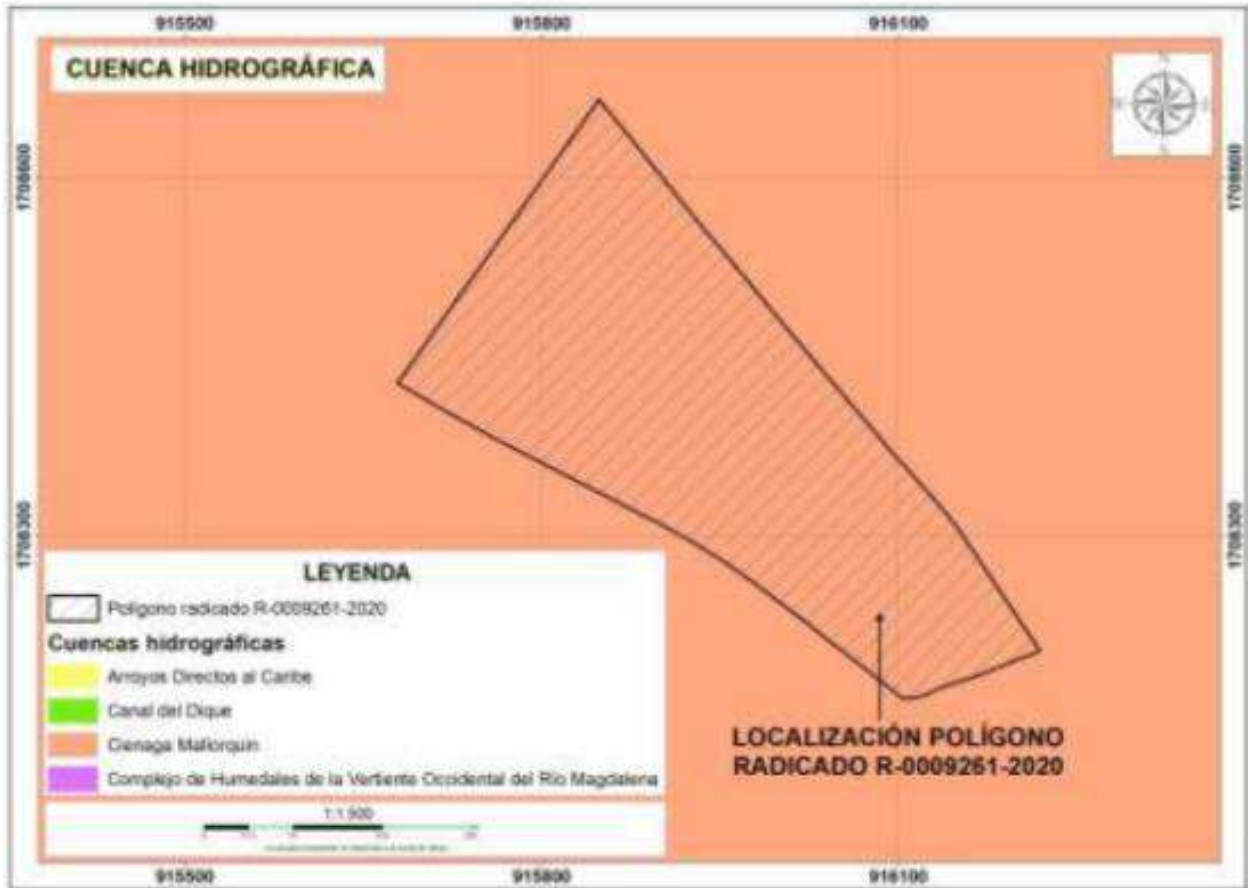 915500 915800 916100
CUENCA HIDROGRÁFICA
1708600
1708600
1708300
1708300
LEYENDA
Polígono radicado R-0009261-2020
Cuencas hidrográficas
Arroyos Directos al Caribe
Canal del Dique
Cienaga Mallorquin
Complejo de Humedales de la Vertiente Occidental del Río Magdalena
1:1.500
LOCALIZACIÓN POLÍGONO
RADICADO R-0009261-2020
915500 915800 916100